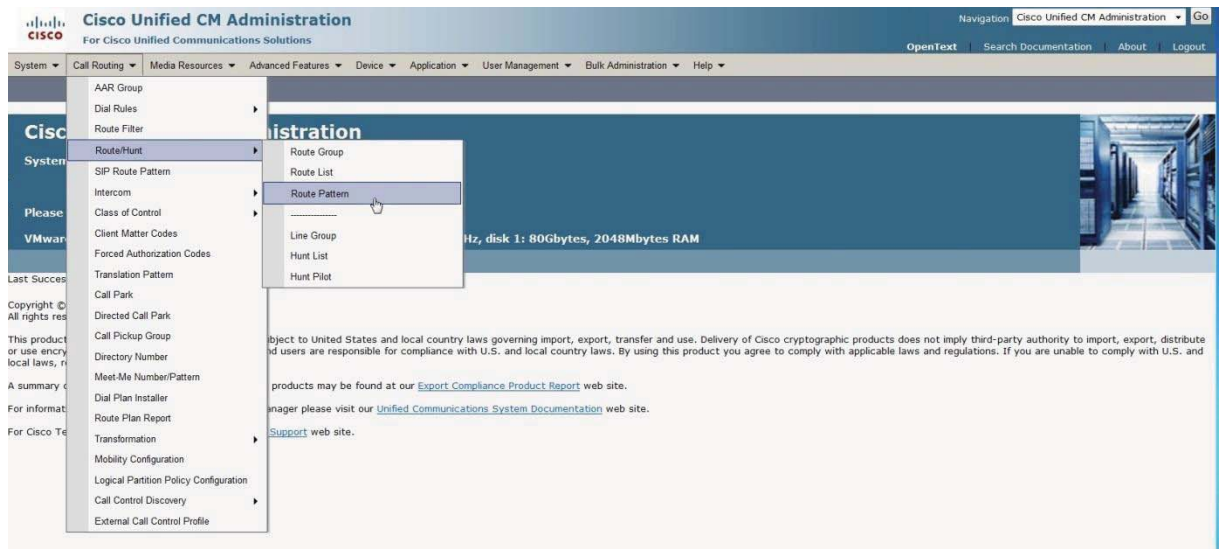 Cisco Unified CM Administration
For Cisco Unified Communications Solutions
CISCO
Navigation Cisco Unified CM Administration Go
OpenText | Search Documentation | About | Logout
System Call Routing Media Resources Advanced Features Device Application User Management Bulk Administration Help
AAR Group
Dial Rules
Route Filter
Route/Hunt
SIP Route Pattern
Intercom
Class of Control
Client Matter Codes
Forced Authorization Codes
Translation Pattern
Call Park
Directed Call Park
Call Pickup Group
Directory Number
Meet-Me Number/Pattern
Dial Plan Installer
Route Plan Report
Transformation
Mobility Configuration
Logical Partition Policy Configuration
Call Control Discovery
External Call Control Profile
Route Group
Route List
Route Pattern
----------------
Line Group
Hunt List
Hunt Pilot
Cisc istration
System
Please
VMwar Hz, disk 1: 80Gbytes, 2048Mbytes RAM
Last Succes
Copyright ©
All rights res
This product bject to United States and local country laws governing import, export, transfer and use. Delivery of Cisco cryptographic products does not imply third-party authority to import, export, distribute
or use encry nd users are responsible for compliance with U.S. and local country laws. By using this product you agree to comply with applicable laws and regulations. If you are unable to comply with U.S. and
local laws, r
A summary products may be found at our Export Compliance Product Report web site.
For informat anager please visit our Unified Communications System Documentation web site.
For Cisco Te Support web site.